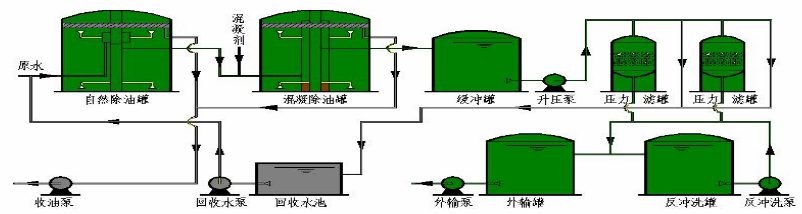 混凝剂
原水
自然除油罐
混凝除油罐
缓冲罐
升压泵
压力 滤罐
压力 滤罐
收油泵
回收水泵
回收水池
外输泵
外输罐
反冲洗罐
反冲洗泵